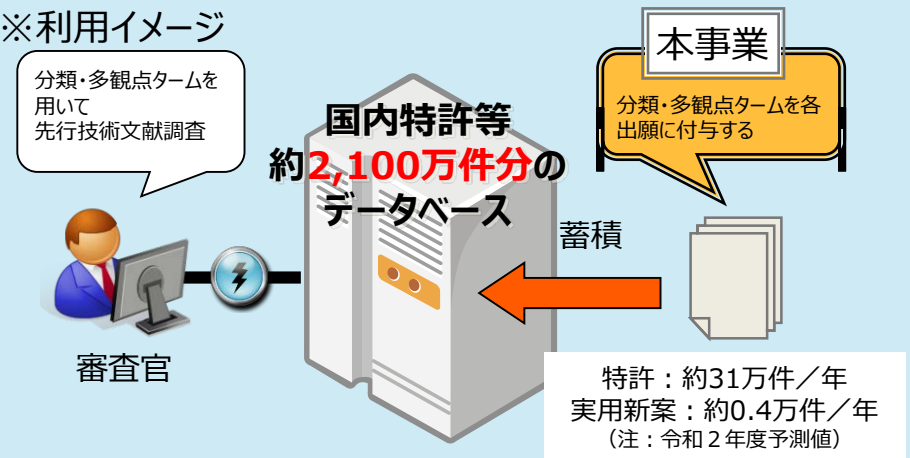 ※利用イメージ
分類・多観点タームを
用いて
先行技術文献調査
国内特許等
約2,100万件分の
データベース
本事業
分類・多観点タームを各
出願に付与する
蓄積
審査官
特許：約31万件／年
実用新案：約0.4万件／年
（注：令和２年度予測値）